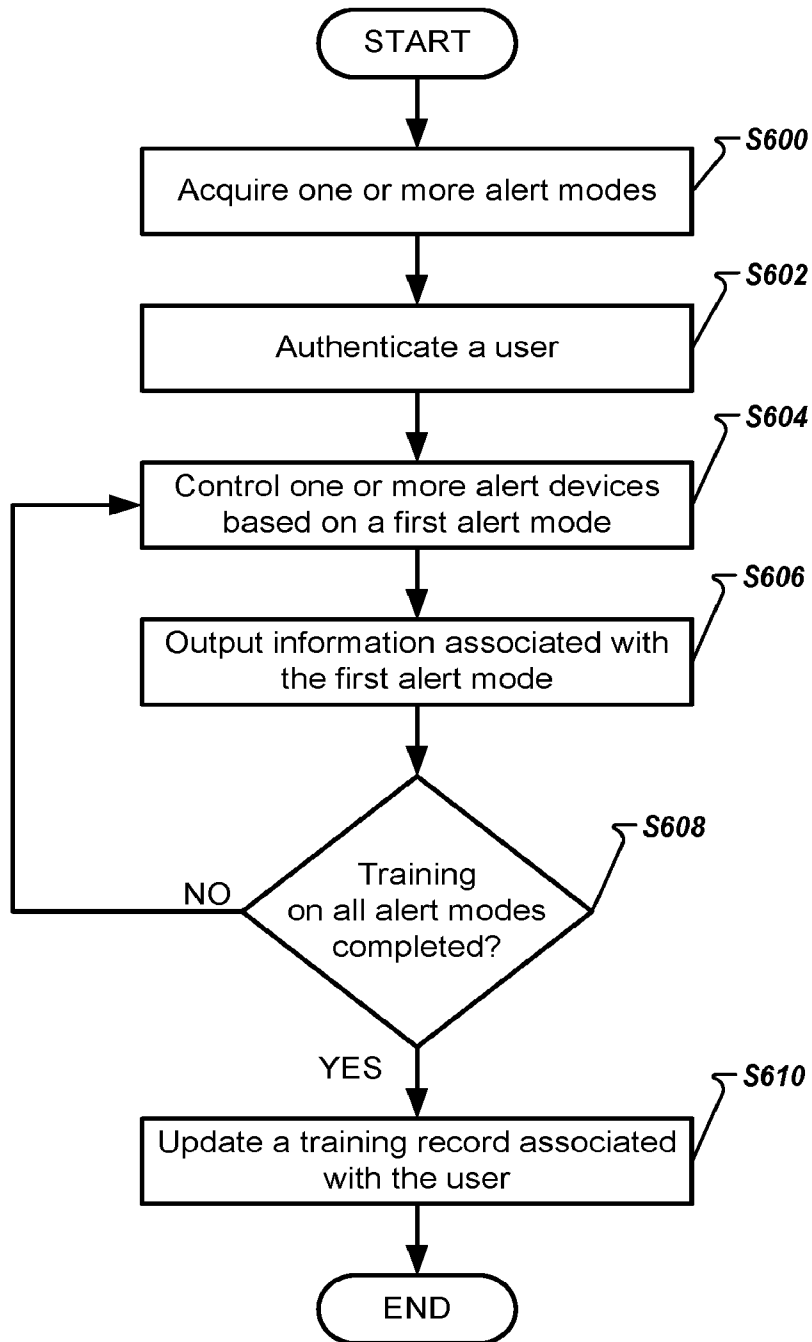 START
S600
Acquire one or more alert modes
S602
Authenticate a user
S604
Control one or more alert devices
based on a first alert mode
S606
Output information associated with
the first alert mode
S608
Training
on all alert modes
completed?
NO
YES
S610
Update a training record associated
with the user
END